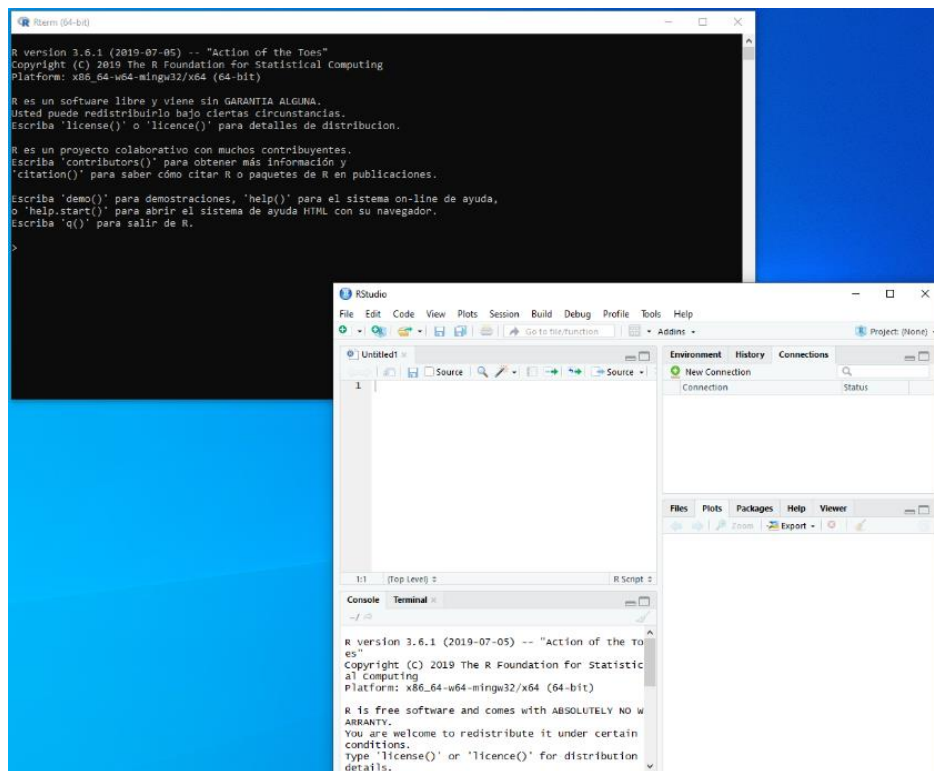 Rterm (64-bit)
R version 3.6.1 (2019-07-05) -- "Action of the Toes"
Copyright (C) 2019 The R Foundation for Statistical Computing
Platform: x86_64-w64-mingw32/x64 (64-bit)
R es un software libre y viene sin GARANTIA ALGUNA.
Usted puede redistribuirlo bajo ciertas circunstancias.
Escriba 'license()' o 'licence()' para detalles de distribucion.
R es un proyecto colaborativo con muchos contribuyentes.
Escriba 'contributors()' para obtener más información y
'citation()' para saber cómo citar R o paquetes de R en publicaciones.
Escriba 'demo()' para demostraciones, 'help()' para el sistema on-line de ayuda,
o 'help.start()' para abrir el sistema de ayuda HTML con su navegador.
Escriba 'q()' para salir de R.
>
RStudio
File Edit Code View Plots Session Build Debug Profile Tools Help
Go to file/function Addins Project: (None)
Untitled1
Source Source
1
1:1 (Top Level) R Script
Environment History Connections
New Connection
Connection Status
Files Plots Packages Help Viewer
Zoom Export
Console Terminal
~/
R version 3.6.1 (2019-07-05) -- "Action of the To
es"
Copyright (C) 2019 The R Foundation for Statistic
al Computing
Platform: x86_64-w64-mingw32/x64 (64-bit)
R is free software and comes with ABSOLUTELY NO W
ARRANTY.
You are welcome to redistribute it under certain
conditions.
Type 'license()' or 'licence()' for distribution
details.